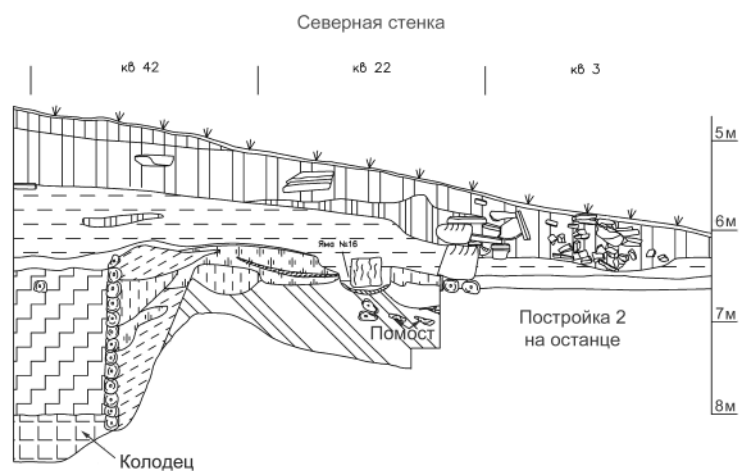 Северная стенка
кв 42
кв 22
кв 3
5м
6м
Яма №16
Помост
Постройка 2
на останце
7м
8м
Колодец